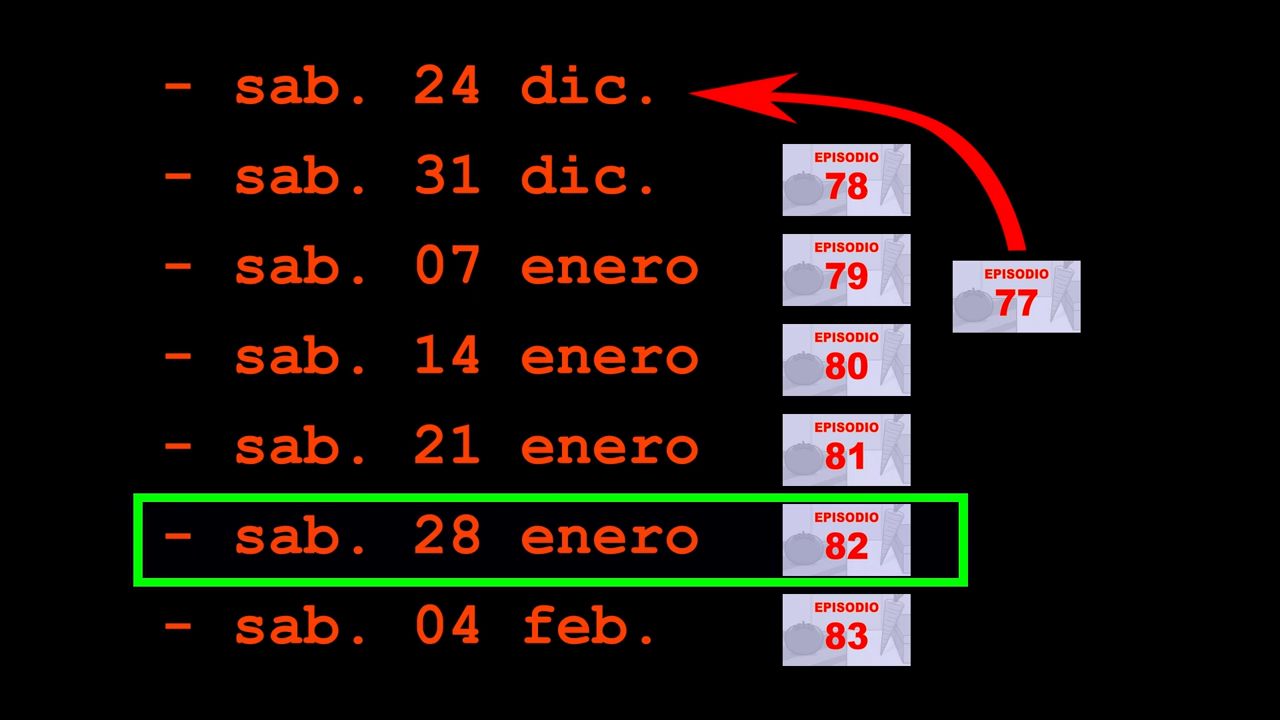 - sab. 24 dic.
- sab. 31 dic.
EPISODIO
78
- sab. 07 enero
EPISODIO
79
EPISODIO
77
- sab. 14 enero
EPISODIO
80
- sab. 21 enero
EPISODIO
81
- sab. 28 enero
EPISODIO
82
- sab. 04 feb.
EPISODIO
83